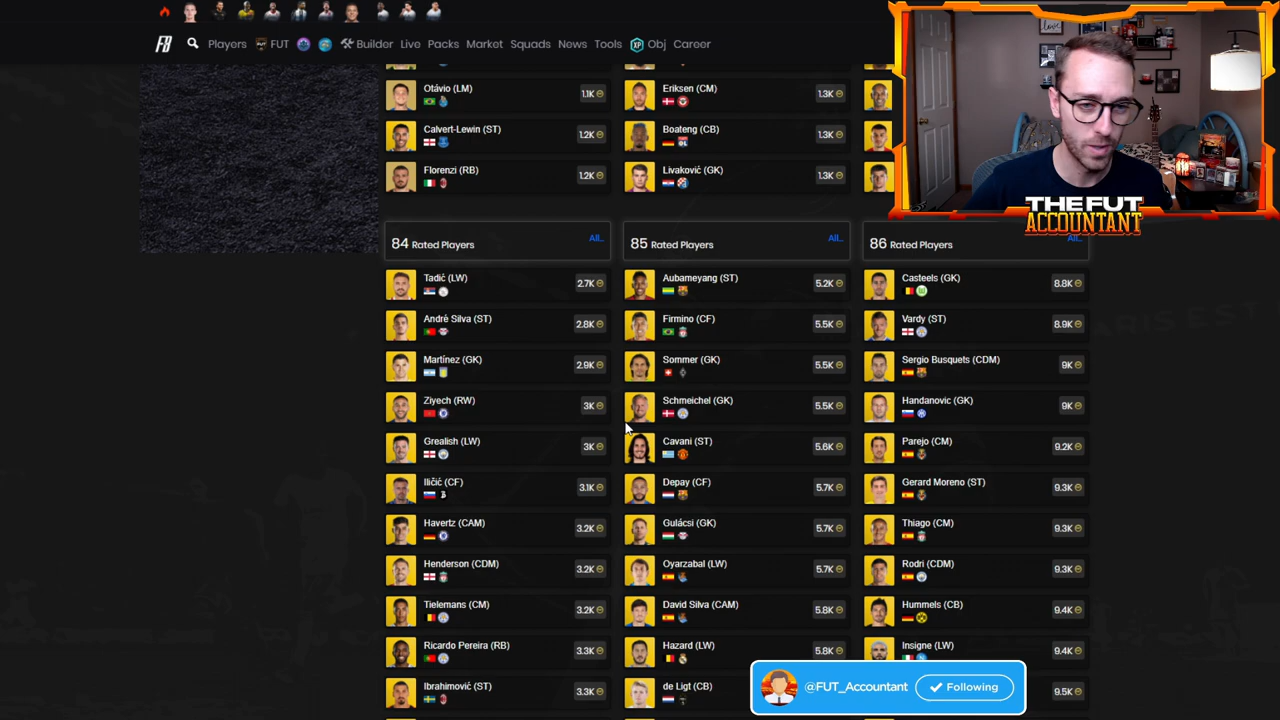 FB Players FUT Builder Live Packs Market Squads News Tools XP Obj Career
Otávio (LM) 1.1K
Calvert-Lewin (ST) 1.2K
Florenzi (RB) 1.2K
Eriksen (CM) 1.3K
Boateng (CB) 1.3K
Livaković (GK) 1.3K
THE FUT
ACCOUNTANT
84 Rated Players All..
Tadić (LW) 2.7K
André Silva (ST) 2.8K
Martínez (GK) 2.9K
Ziyech (RW) 3K
Grealish (LW) 3K
Iličić (CF) 3.1K
Havertz (CAM) 3.2K
Henderson (CDM) 3.2K
Tielemans (CM) 3.2K
Ricardo Pereira (RB) 3.3K
Ibrahimović (ST) 3.3K
85 Rated Players All..
Aubameyang (ST) 5.2K
Firmino (CF) 5.5K
Sommer (GK) 5.5K
Schmeichel (GK) 5.5K
Cavani (ST) 5.6K
Depay (CF) 5.7K
Gulácsi (GK) 5.7K
Oyarzabal (LW) 5.7K
David Silva (CAM) 5.8K
Hazard (LW) 5.8K
de Ligt (CB)
86 Rated Players All..
Casteels (GK) 8.8K
Vardy (ST) 8.9K
Sergio Busquets (CDM) 9K
Handanovic (GK) 9K
Parejo (CM) 9.2K
Gerard Moreno (ST) 9.3K
Thiago (CM) 9.3K
Rodri (CDM) 9.3K
Hummels (CB) 9.4K
Insigne (LW) 9.4K
9.5K
@FUT_Accountant Following